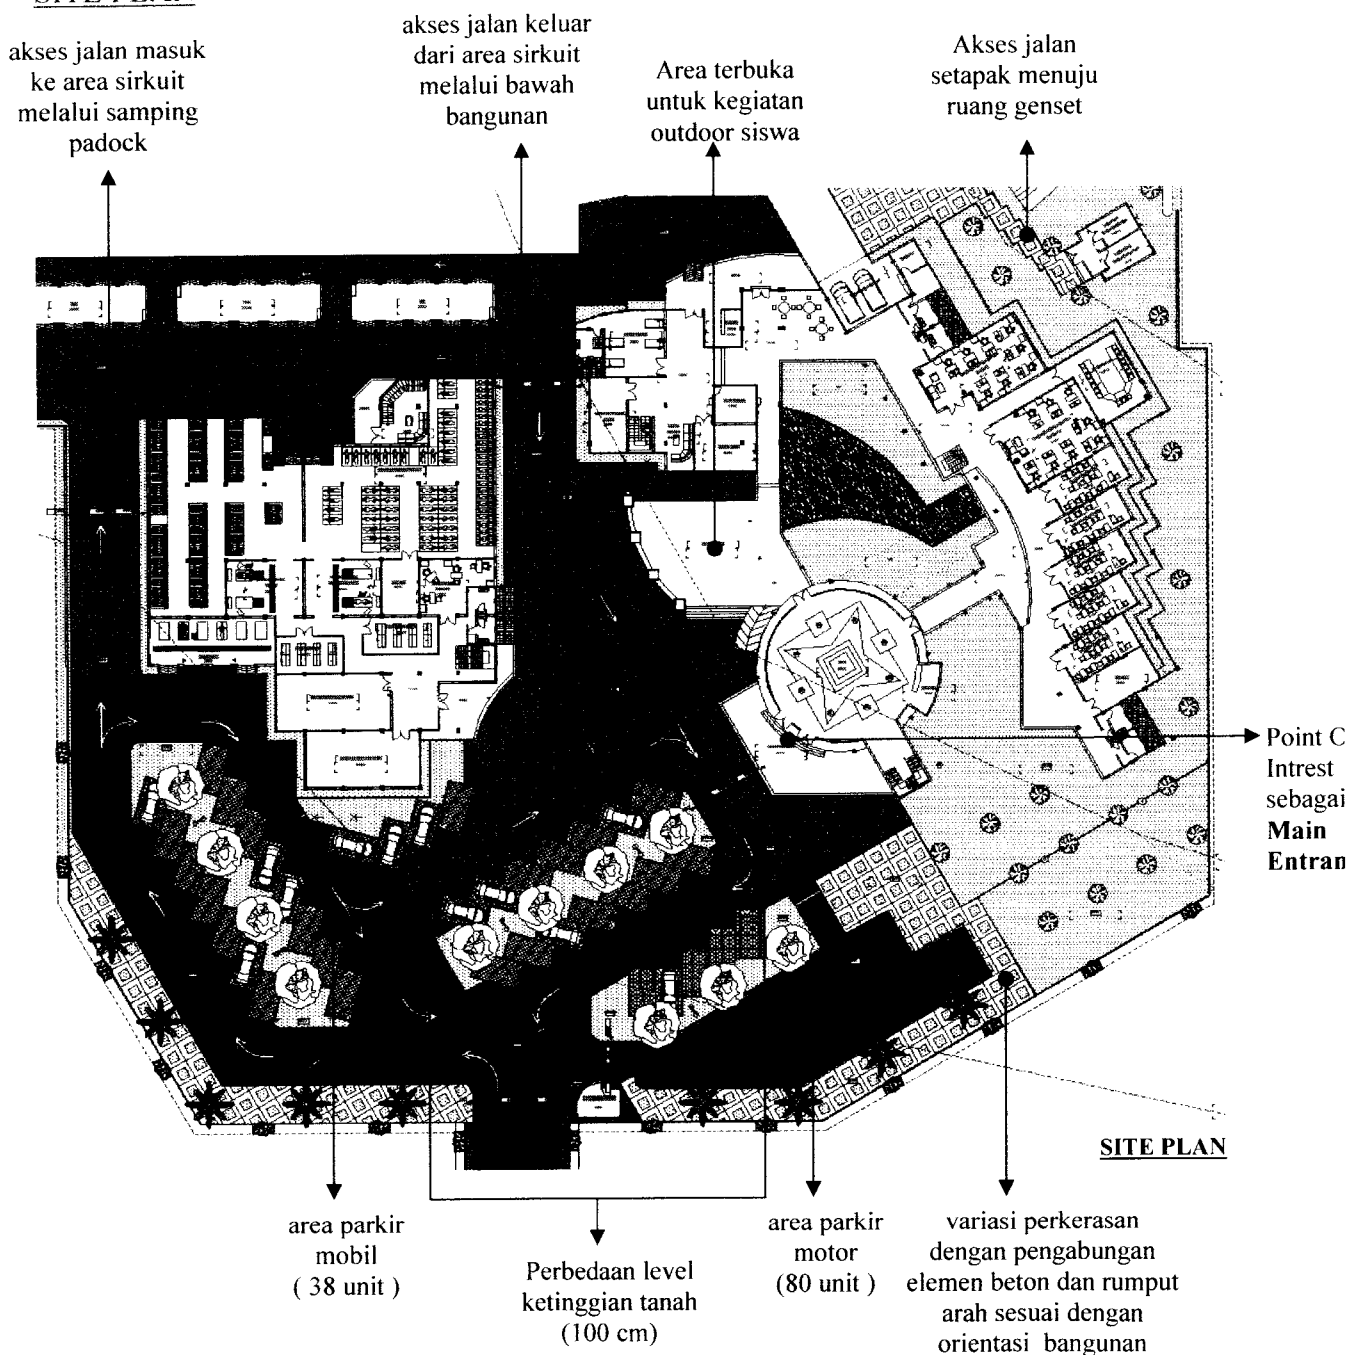 akses jalan masuk
ke area sirkuit
melalui samping
padock
akses jalan keluar
dari area sirkuit
melalui bawah
bangunan
Area terbuka
untuk kegiatan
outdoor siswa
Akses jalan
setapak menuju
ruang genset
Point
Intrest
sebagai
Main
SITE PLAN
area parkir
mobil
( 38 unit )
Perbedaan level
ketinggian tanah
(100 cm)
area parkir
motor
(80 unit )
variasi perkerasan
dengan pengabungan
elemen beton dan rumput
arah sesuai dengan
orientasi bangunan